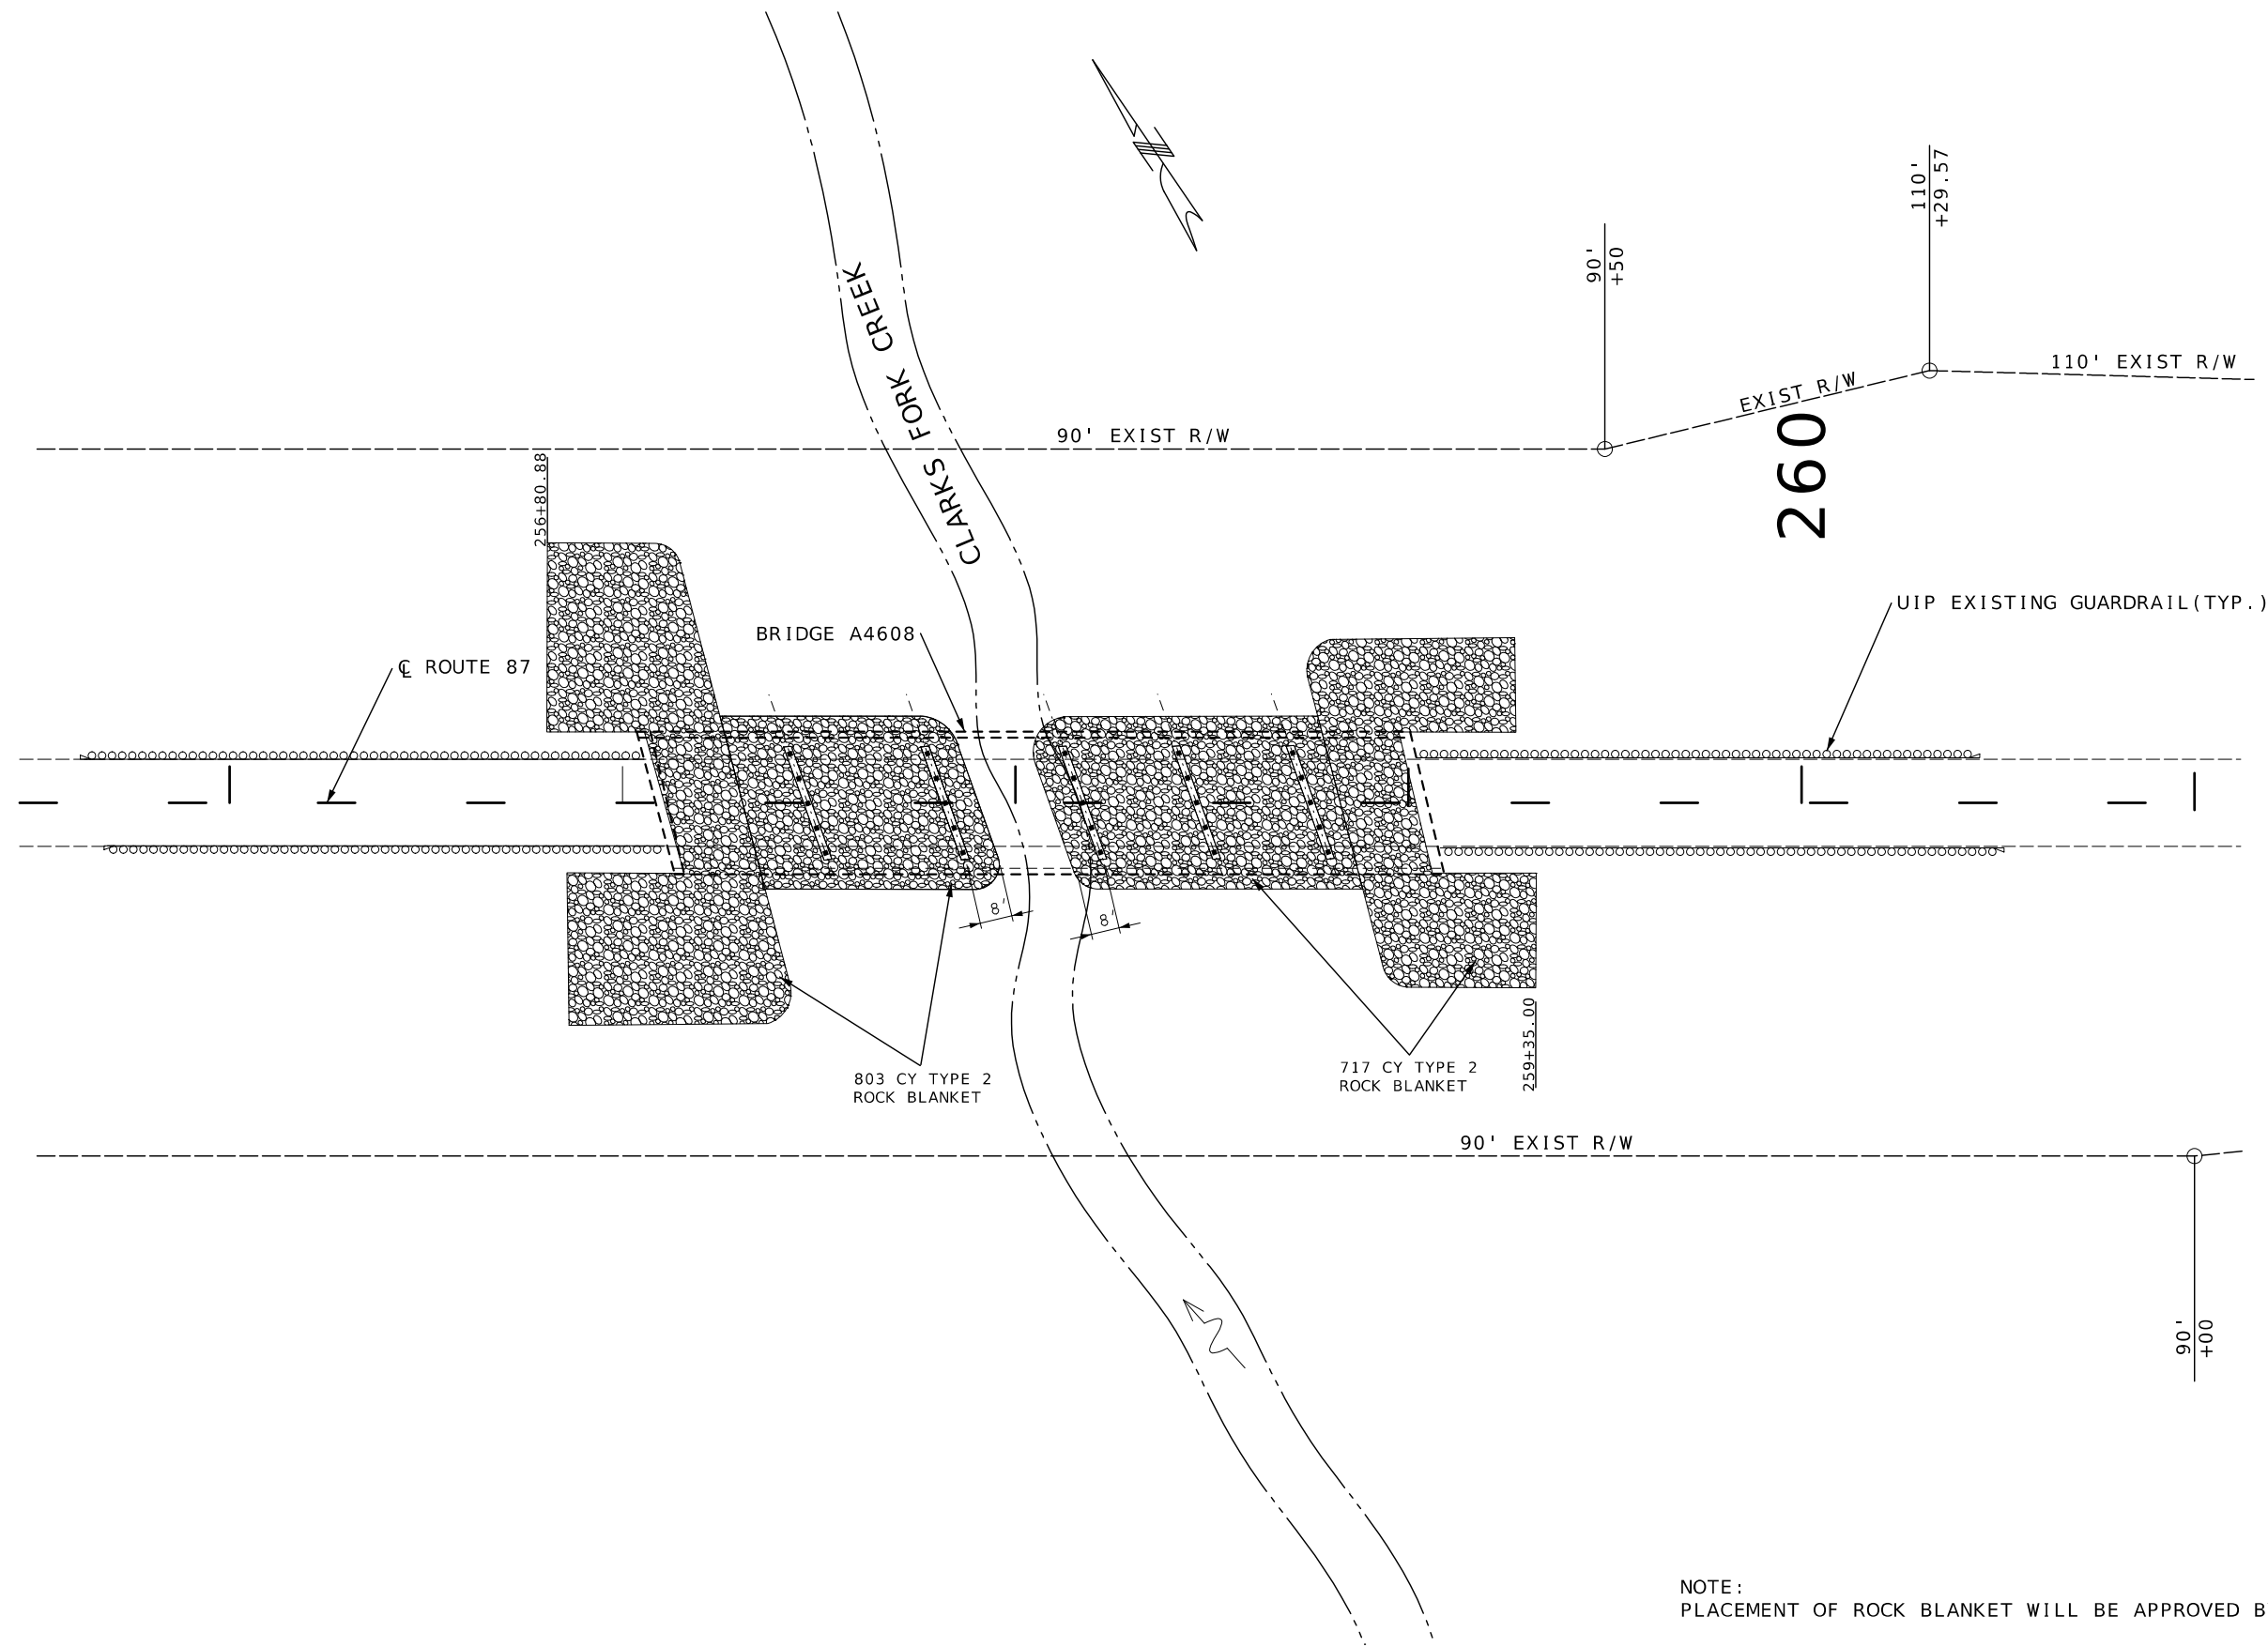 110'
+29.57
90'
+50
110' EXIST R/W
EXIST R/W
CLARKS FORK CREEK
90' EXIST R/W
260
256+80.88
UIP EXISTING GUARDRAIL(TYP.)
BRIDGE A4608
℄ ROUTE 87
8'
8'
803 CY TYPE 2
ROCK BLANKET
717 CY TYPE 2
ROCK BLANKET
259+35.00
90' EXIST R/W
90'
+00
NOTE:
PLACEMENT OF ROCK BLANKET WILL BE APPROVED B